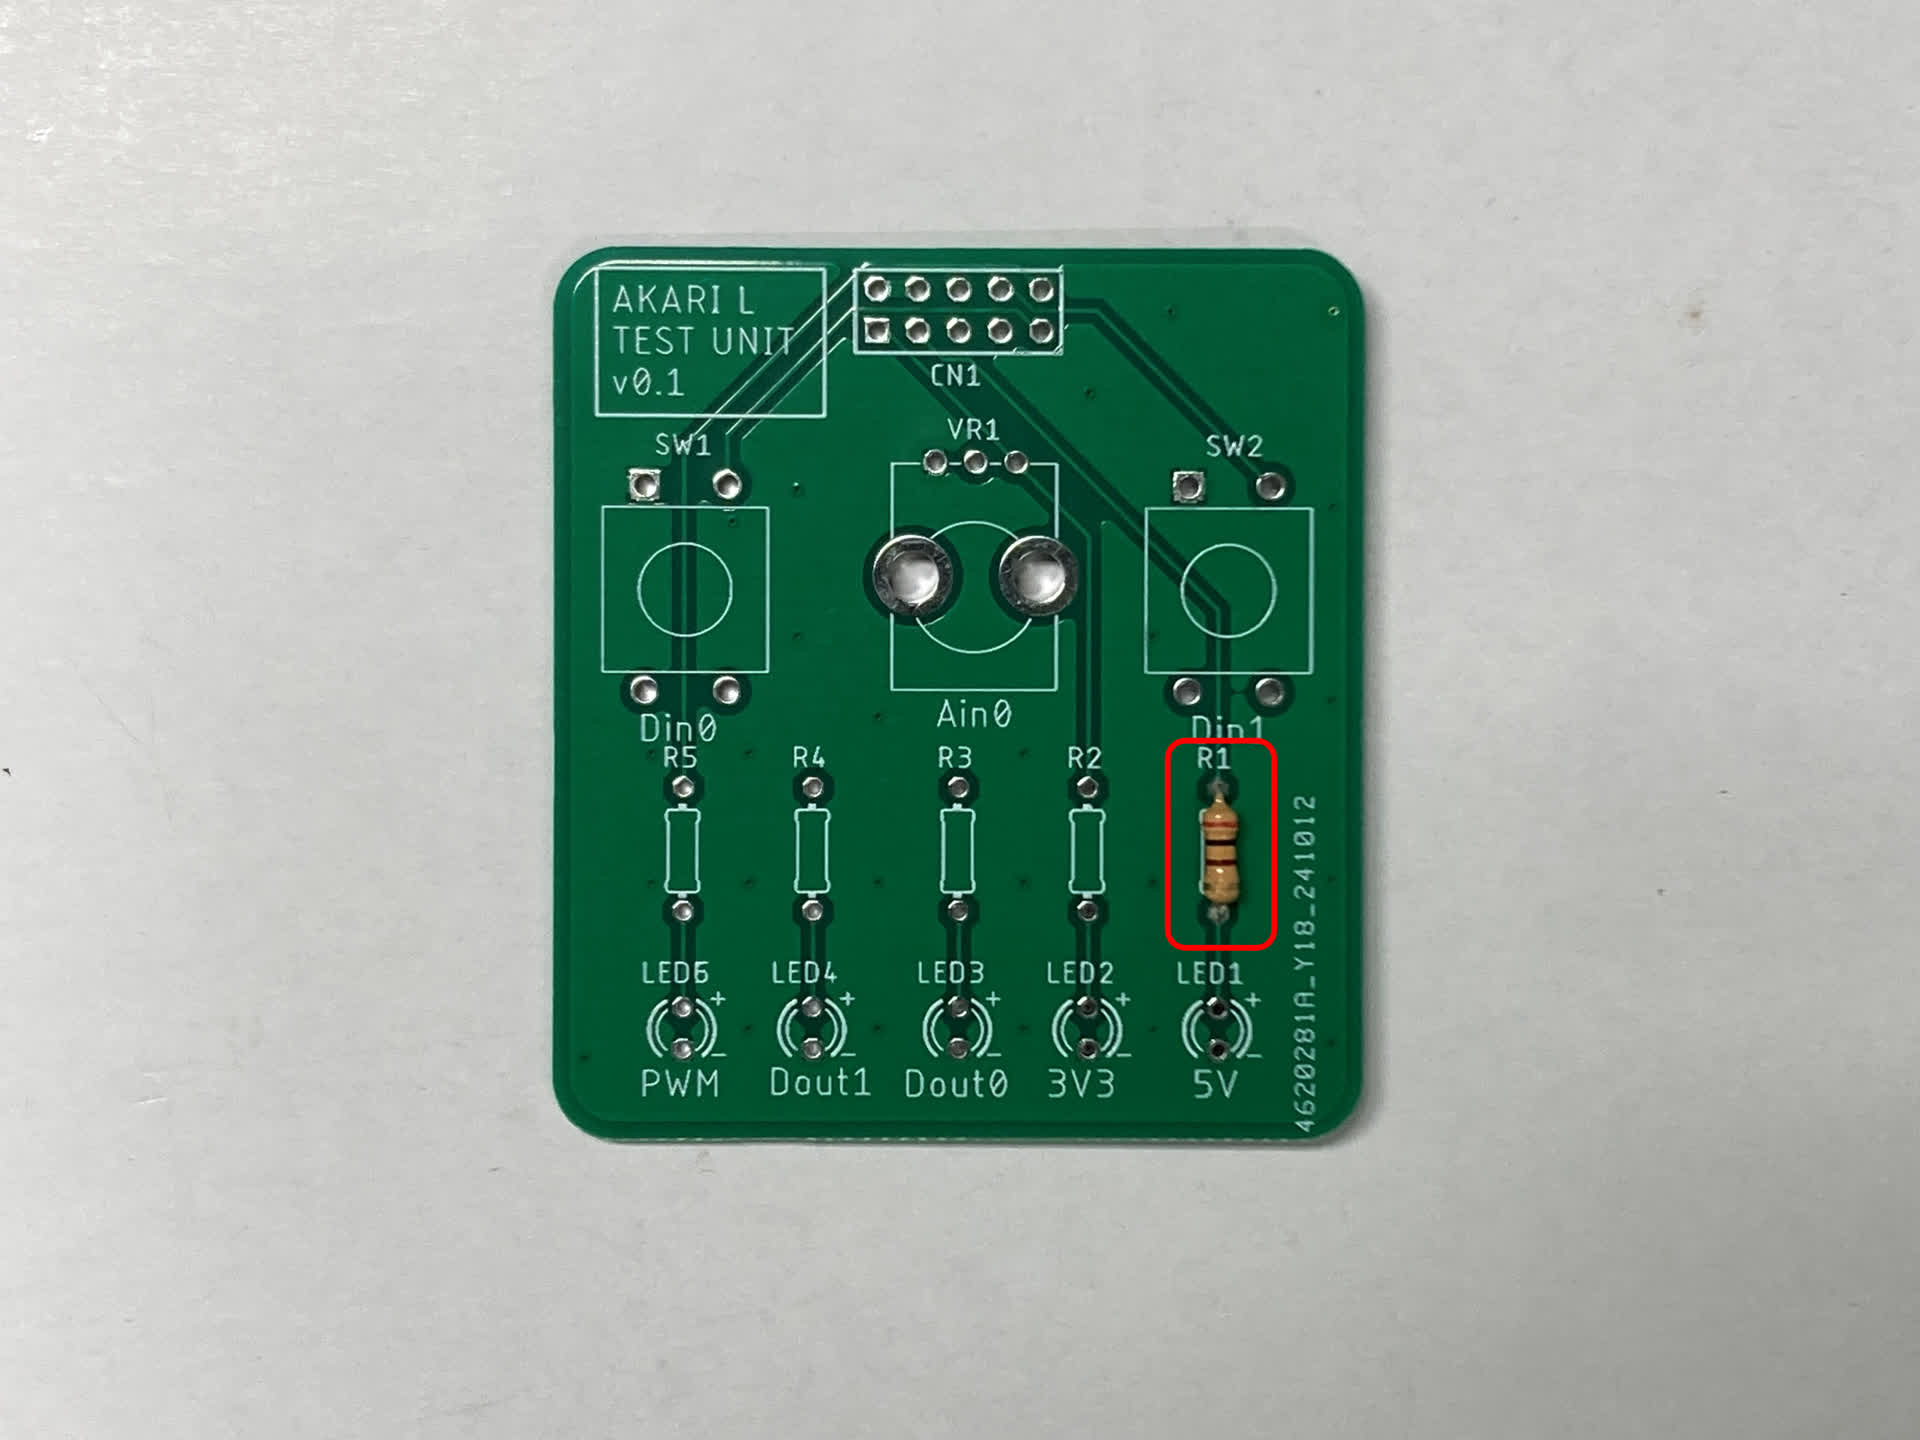 AKARI L
TEST UNIT
v0.1
CN1
SW1
VR1
SW2
Din0
Ain0
Din1
R5
R4
R3
R2
R1
LED5
LED4
LED3
LED2
LED1
+
+
+
+
+
-
-
-
-
-
PWM
Dout1
Dout0
3V3
5V
4620281A_Y18_241012